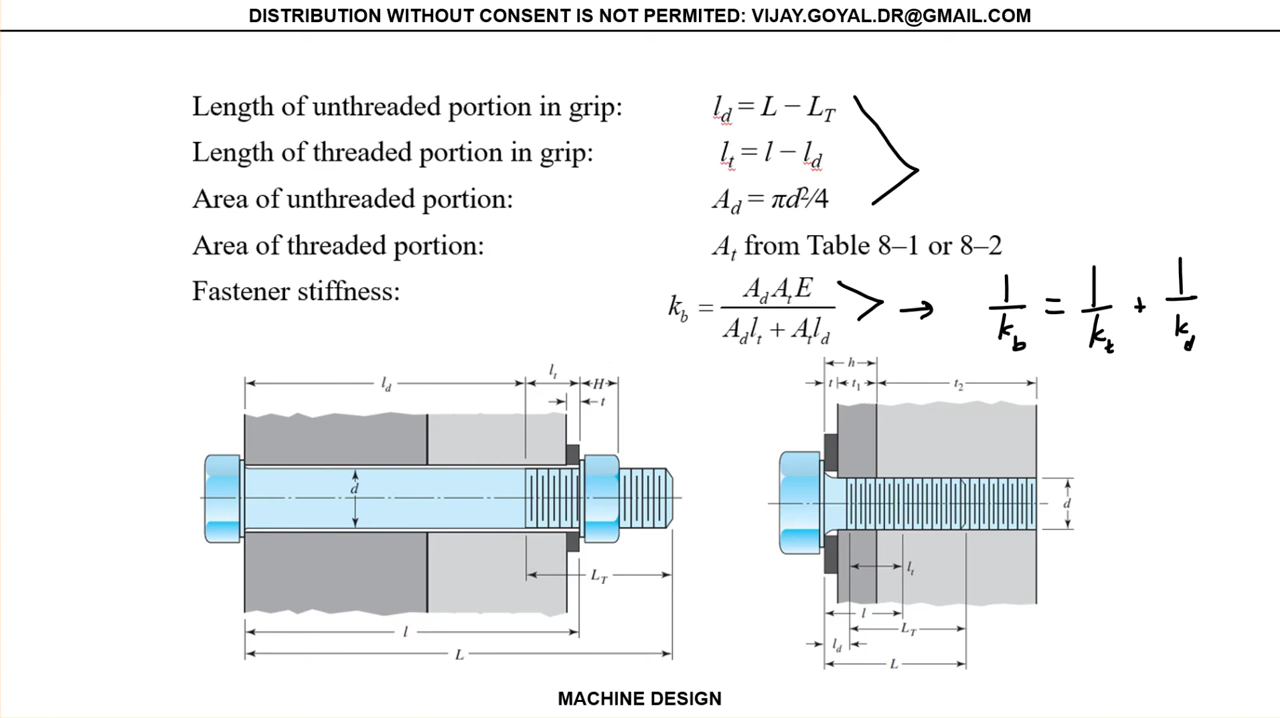 DISTRIBUTION WITHOUT CONSENT IS NOT PERMITED: VIJAY.GOYAL.DR@GMAIL.COM
Length of unthreaded portion in grip: l_d = L − L_T
Length of threaded portion in grip: l_t = l − l_d
Area of unthreaded portion: A_d = πd²/4
Area of threaded portion: A_t from Table 8–1 or 8–2
Fastener stiffness: k_b = A_d A_t E / (A_d l_t + A_t l_d) → 1/k_b = 1/k_t + 1/k_d
l_d l_t H
t
d
L_T
l
L
h
t t_1 t_2
d
l_t
l
L_T
l_d
L
MACHINE DESIGN